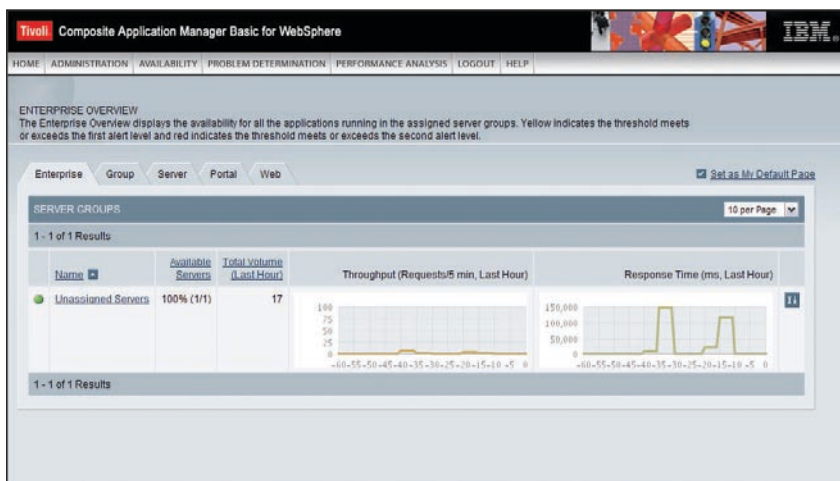 Tivoli. Composite Application Manager Basic for WebSphere
IBM.
HOME ADMINISTRATION AVAILABILITY PROBLEM DETERMINATION PERFORMANCE ANALYSIS LOGOUT HELP
ENTERPRISE OVERVIEW
The Enterprise Overview displays the availability for all the applications running in the assigned server groups. Yellow indicates the threshold meets
or exceeds the first alert level and red indicates the threshold meets or exceeds the second alert level.
Enterprise Group Server Portal Web
Set as My Default Page
SERVER GROUPS
10 per Page
1 - 1 of 1 Results
Name
Available Servers
Total Volume (Last Hour)
Throughput (Requests/5 min, Last Hour)
Response Time (ms, Last Hour)
Unassigned Servers 100% (1/1) 17
100
75
50
25
0
-60-55-50-45-40-35-30-25-20-15-10 -5 0
150,000
100,000
50,000
0
-60-55-50-45-40-35-30-25-20-15-10 -5 0
1 - 1 of 1 Results